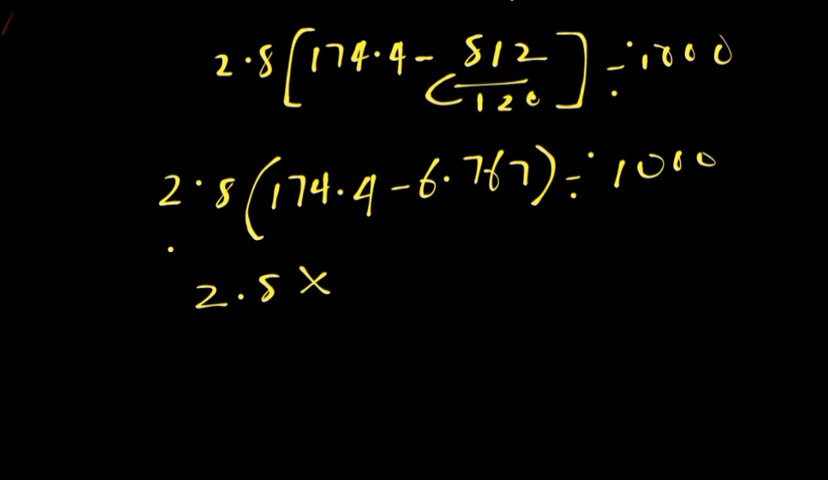 2.8[174.4 - 812/120] ÷ 1000
2.8(174.4 - 6.767) ÷ 1000
2.8 ×